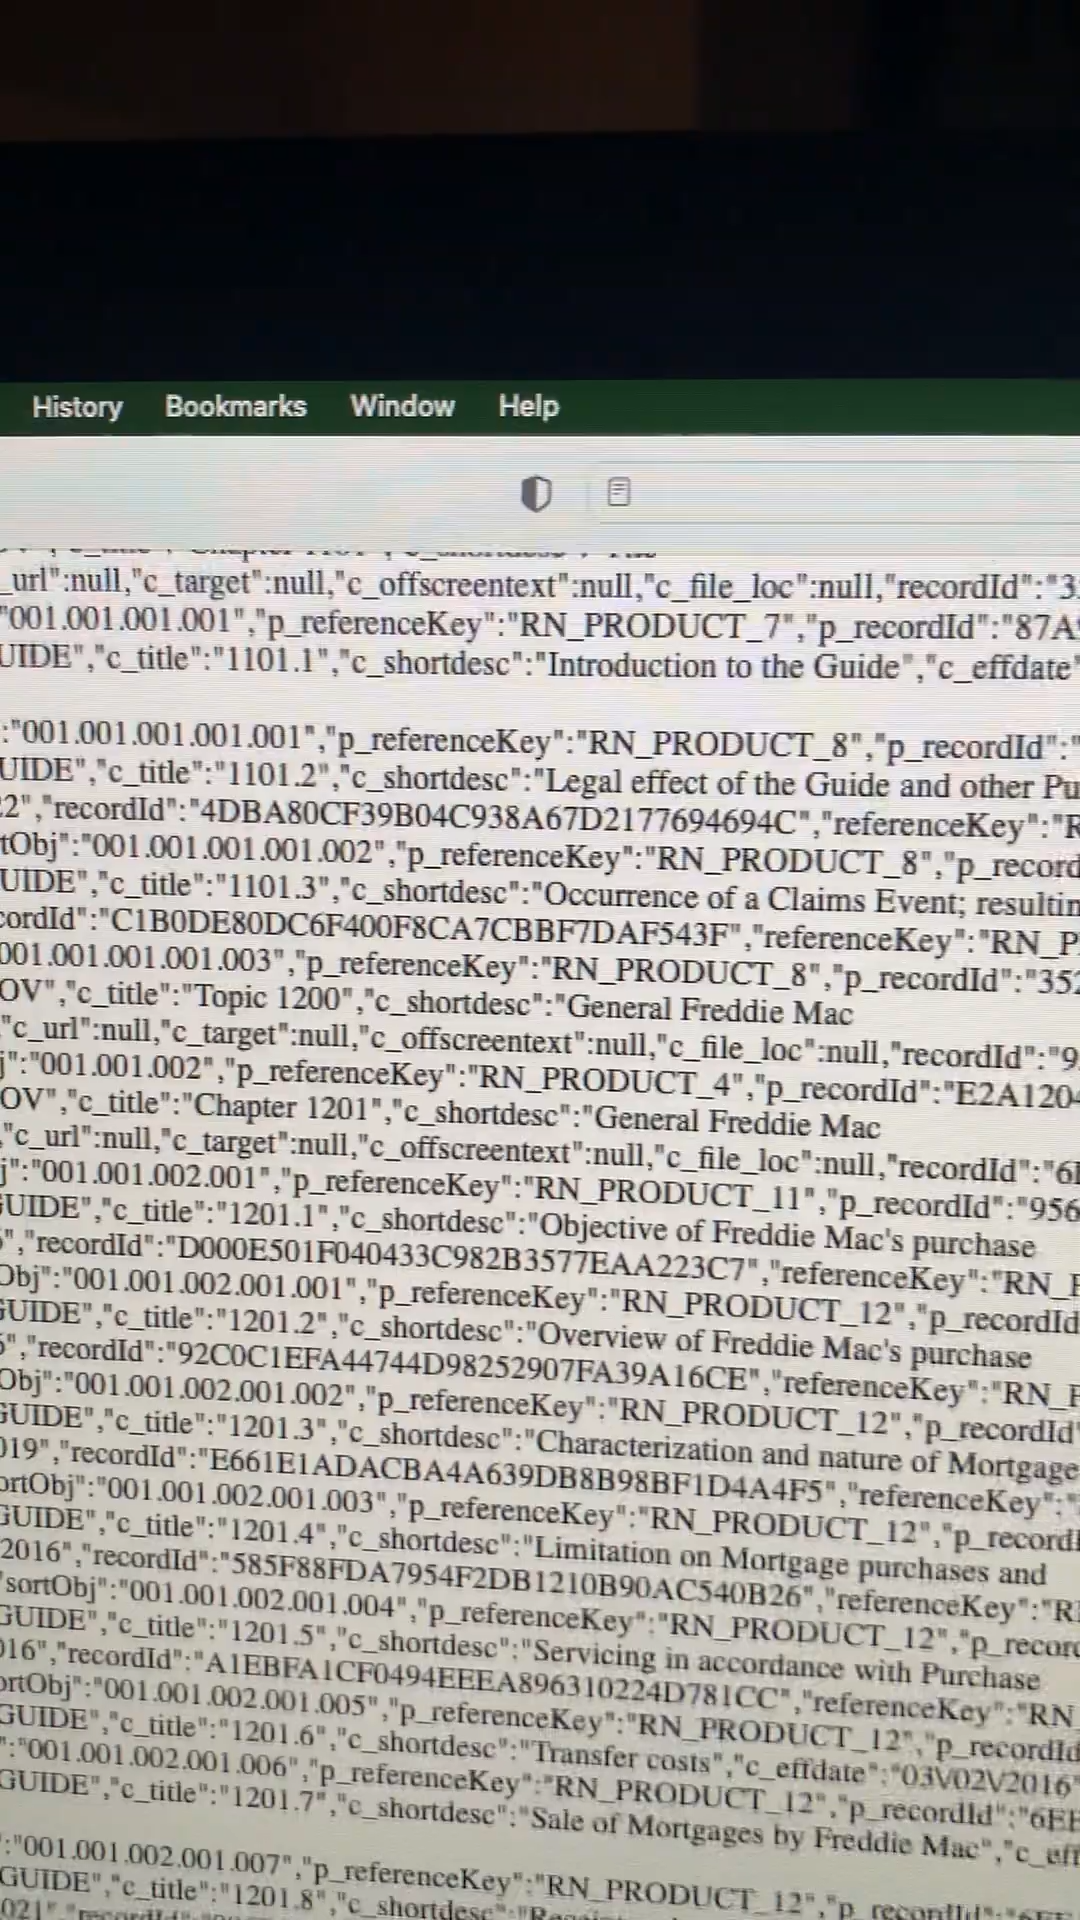 History Bookmarks Window Help
_url":null,"c_target":null,"c_offscreentext":null,"c_file_loc":null,"recordId":"3
"001.001.001.001","p_referenceKey":"RN_PRODUCT_7","p_recordId":"87A
UIDE","c_title":"1101.1","c_shortdesc":"Introduction to the Guide","c_effdate"
:"001.001.001.001.001","p_referenceKey":"RN_PRODUCT_8","p_recordId":"
UIDE","c_title":"1101.2","c_shortdesc":"Legal effect of the Guide and other Pu
2","recordId":"4DBA80CF39B04C938A67D2177694694C","referenceKey":"R
tObj":"001.001.001.001.002","p_referenceKey":"RN_PRODUCT_8","p_record
UIDE","c_title":"1101.3","c_shortdesc":"Occurrence of a Claims Event; resultin
cordId":"C1B0DE80DC6F400F8CA7CBBF7DAF543F","referenceKey":"RN_P
001.001.001.001.003","p_referenceKey":"RN_PRODUCT_8","p_recordId":"352
OV","c_title":"Topic 1200","c_shortdesc":"General Freddie Mac
,"c_url":null,"c_target":null,"c_offscreentext":null,"c_file_loc":null,"recordId":"9
j":"001.001.002","p_referenceKey":"RN_PRODUCT_4","p_recordId":"E2A120
OV","c_title":"Chapter 1201","c_shortdesc":"General Freddie Mac
,"c_url":null,"c_target":null,"c_offscreentext":null,"c_file_loc":null,"recordId":"6
j":"001.001.002.001","p_referenceKey":"RN_PRODUCT_11","p_recordId":"956
GUIDE","c_title":"1201.1","c_shortdesc":"Objective of Freddie Mac's purchase
","recordId":"D000E501F040433C982B3577EAA223C7","referenceKey":"RN_P
Obj":"001.001.002.001.001","p_referenceKey":"RN_PRODUCT_12","p_recordId
GUIDE","c_title":"1201.2","c_shortdesc":"Overview of Freddie Mac's purchase
6","recordId":"92C0C1EFA44744D98252907FA39A16CE","referenceKey":"RN_P
Obj":"001.001.002.001.002","p_referenceKey":"RN_PRODUCT_12","p_recordId"
GUIDE","c_title":"1201.3","c_shortdesc":"Characterization and nature of Mortgage
019","recordId":"E661E1ADACBA4A639DB8B98BF1D4A4F5","referenceKey":"
ortObj":"001.001.002.001.003","p_referenceKey":"RN_PRODUCT_12","p_recordI
GUIDE","c_title":"1201.4","c_shortdesc":"Limitation on Mortgage purchases and
2016","recordId":"585F88FDA7954F2DB1210B90AC540B26","referenceKey":"R
"sortObj":"001.001.002.001.004","p_referenceKey":"RN_PRODUCT_12","p_recor
GUIDE","c_title":"1201.5","c_shortdesc":"Servicing in accordance with Purchase
016","recordId":"A1EBFA1CF0494EEEA896310224D781CC","referenceKey":"RN_
ortObj":"001.001.002.001.005","p_referenceKey":"RN_PRODUCT_12","p_recordId
GUIDE","c_title":"1201.6","c_shortdesc":"Transfer costs","c_effdate":"03\/02\/2016"
":"001.001.002.001.006","p_referenceKey":"RN_PRODUCT_12","p_recordId":"6EE
GUIDE","c_title":"1201.7","c_shortdesc":"Sale of Mortgages by Freddie Mac","c_eff
:"001.001.002.001.007","p_referenceKey":"RN_PRODUCT_12","p_recordId":
GUIDE","c_title":"1201.8","c_shortdesc":